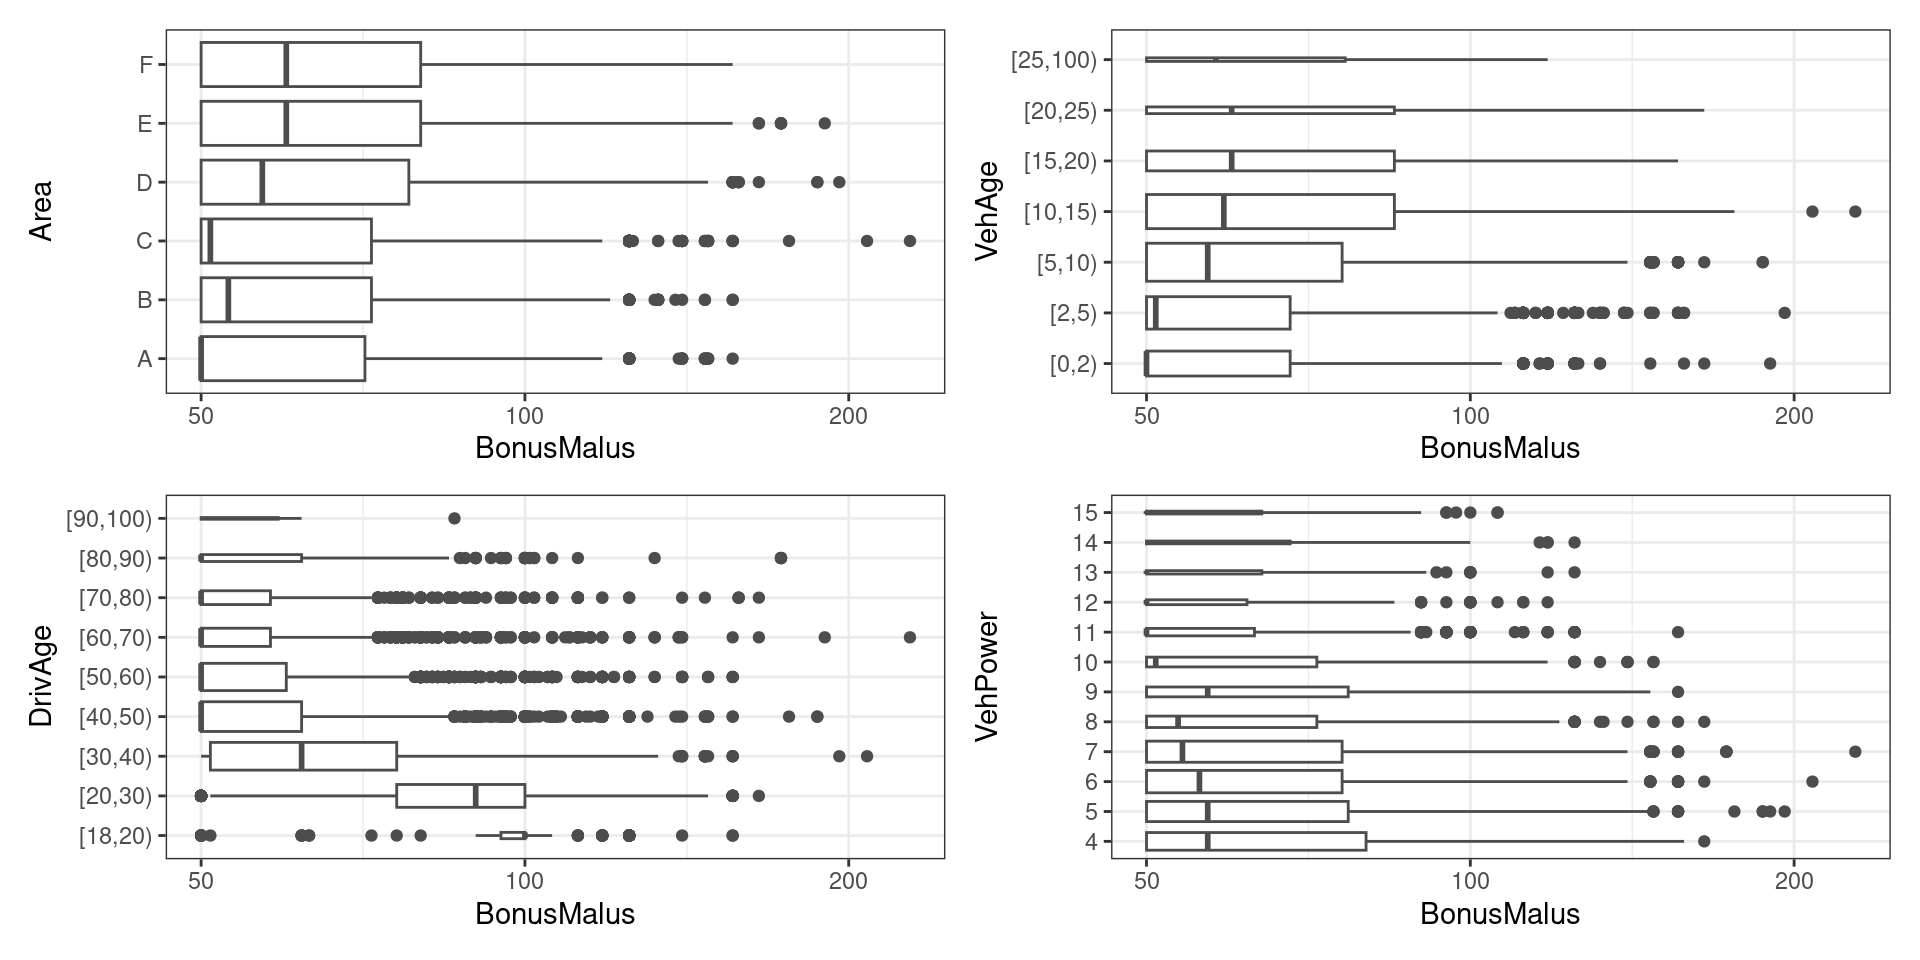 Area
F
E
D
C
B
A
50 100 200
BonusMalus
VehAge
[25,100)
[20,25)
[15,20)
[10,15)
[5,10)
[2,5)
[0,2)
50 100 200
BonusMalus
DrivAge
[90,100)
[80,90)
[70,80)
[60,70)
[50,60)
[40,50)
[30,40)
[20,30)
[18,20)
50 100 200
BonusMalus
VehPower
15
14
13
12
11
10
9
8
7
6
5
4
50 100 200
BonusMalus